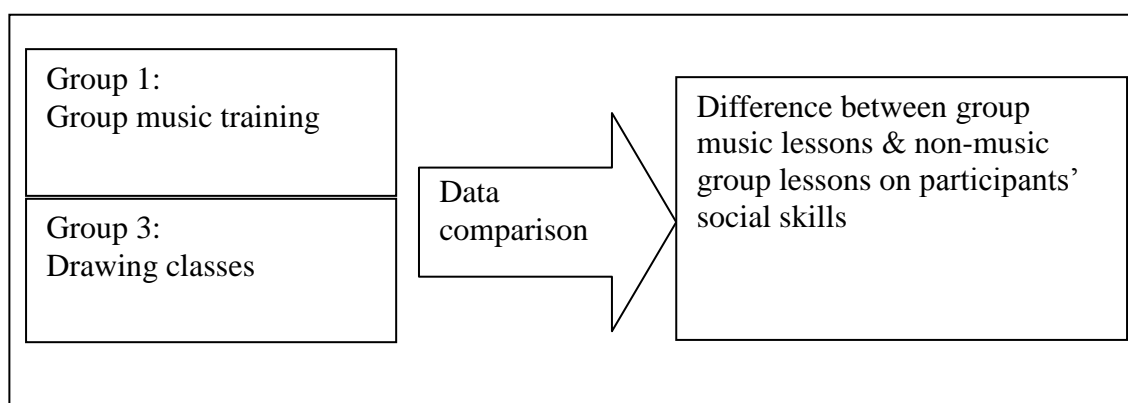 Group 1:
Group music training
Group 3:
Drawing classes
Data
comparison
Difference between group
music lessons & non-music
group lessons on participants’
social skills